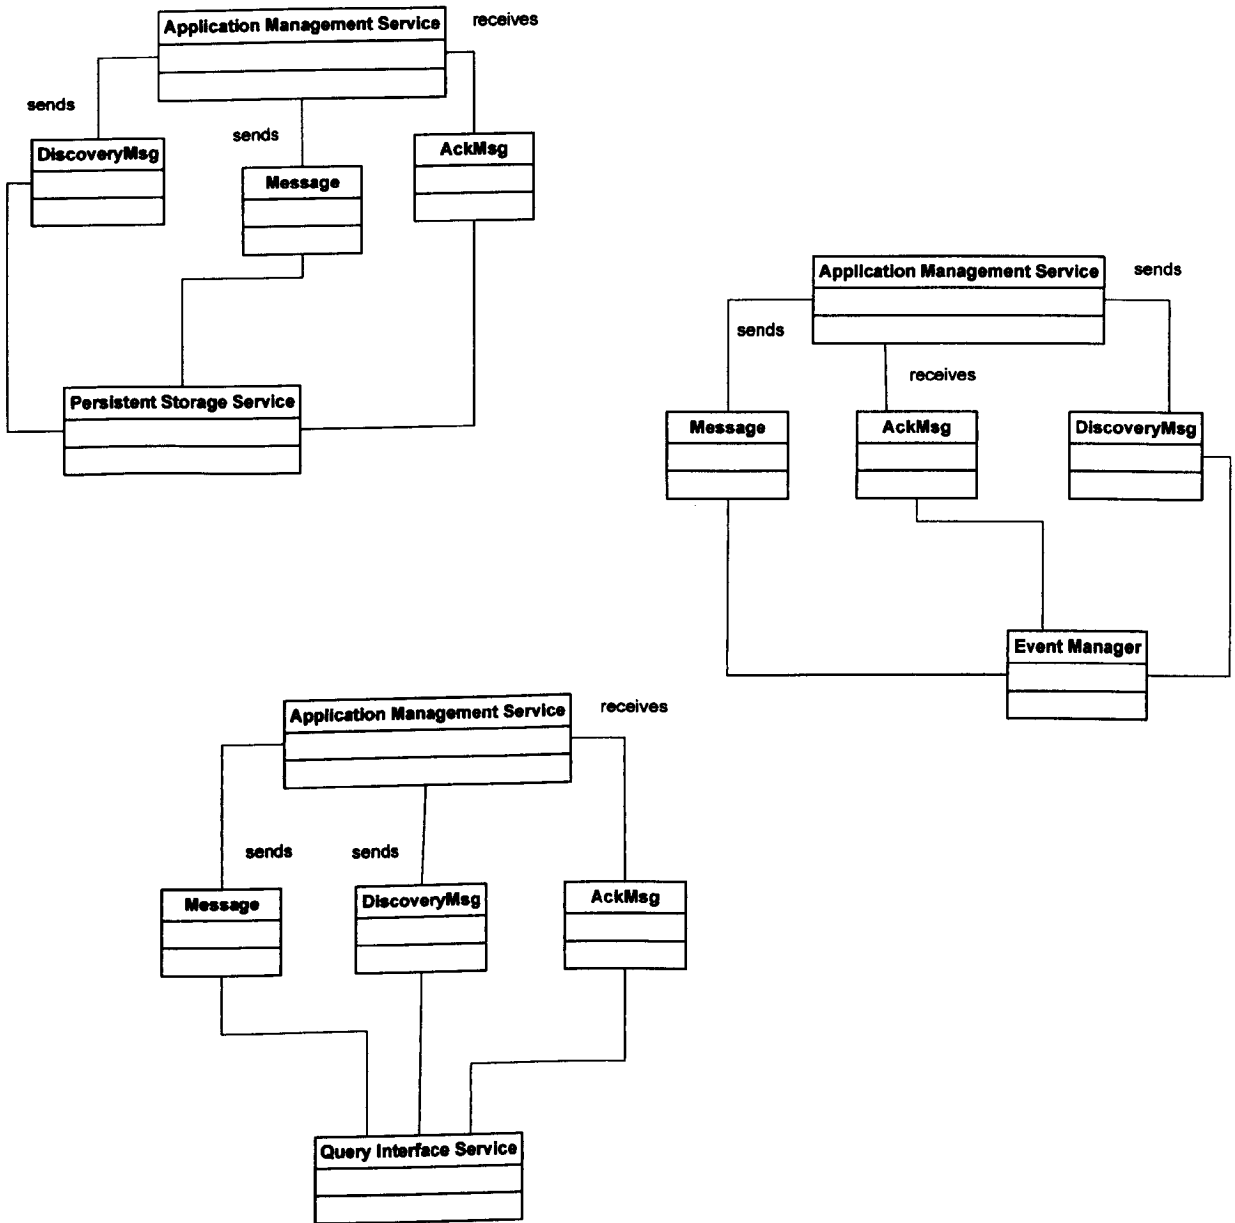 Application Management Service
receives
sends
sends
DiscoveryMsg
Message
AckMsg
Persistent Storage Service
Application Management Service
sends
sends
receives
Message
AckMsg
DiscoveryMsg
Event Manager
Application Management Service
receives
sends
sends
Message
DiscoveryMsg
AckMsg
Query Interface Service